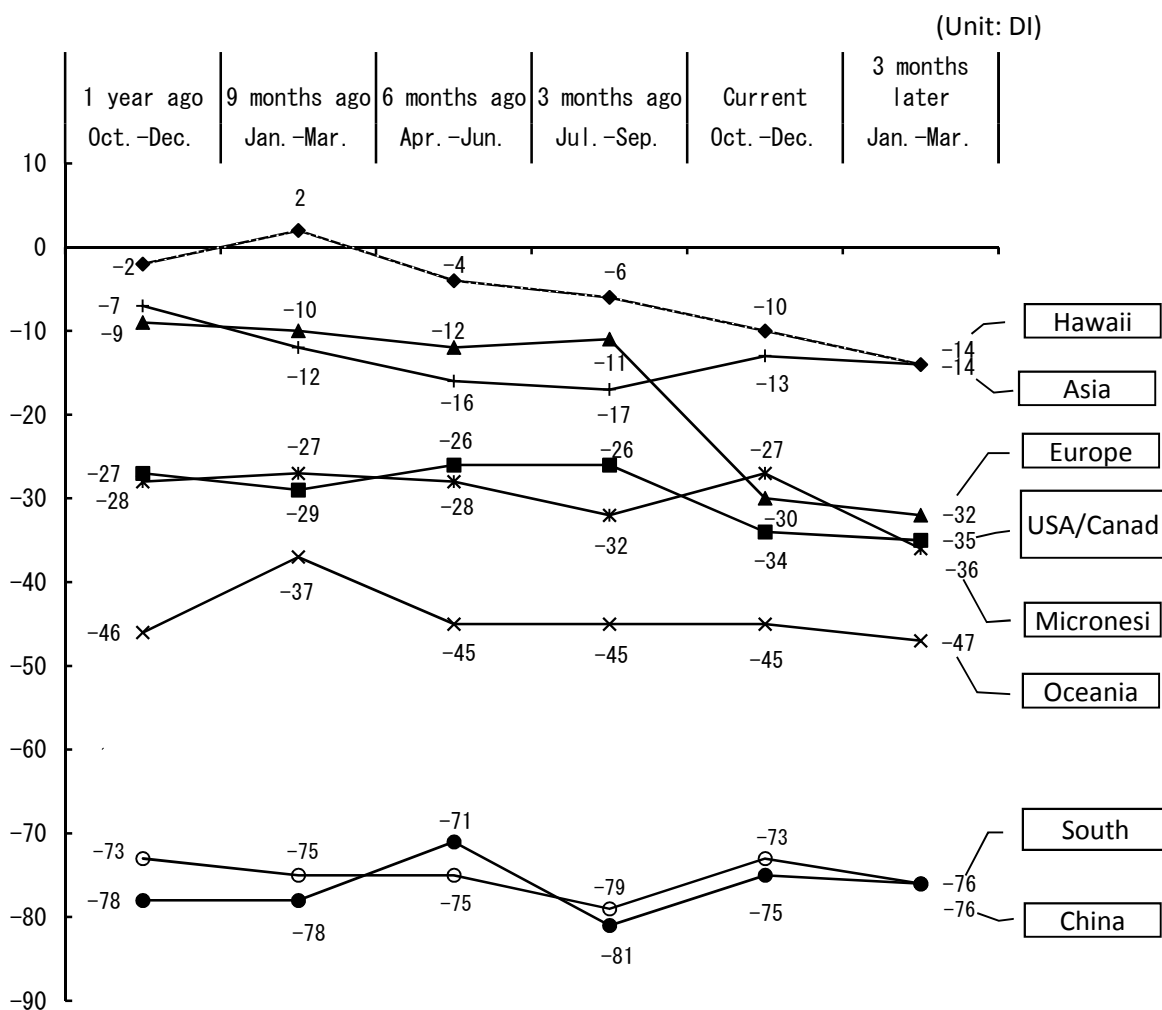 (Unit: DI)
1 year ago 9 months ago 6 months ago 3 months ago Current 3 months later
Oct.-Dec. Jan.-Mar. Apr.-Jun. Jul.-Sep. Oct.-Dec. Jan.-Mar.
10
2
0
-2 -4 -6
-7 -10 -10
-9 -12
-10 -14 Hawaii
-12 -11 -13 -14
-16 -17 Asia
-20
-27 -26 -26 -27 Europe
-27
-28
-30 -29 -28 -30 -32
-32 -34 -35 USA/Canad
-36
-40 -37
-46 -45 -45 -45 -47 Micronesi
-50
Oceania
-60
-70
-73 -75 -71 -73 South
-78 -75 -79 -76
-80 -78 -81 -75 -76 China
-90